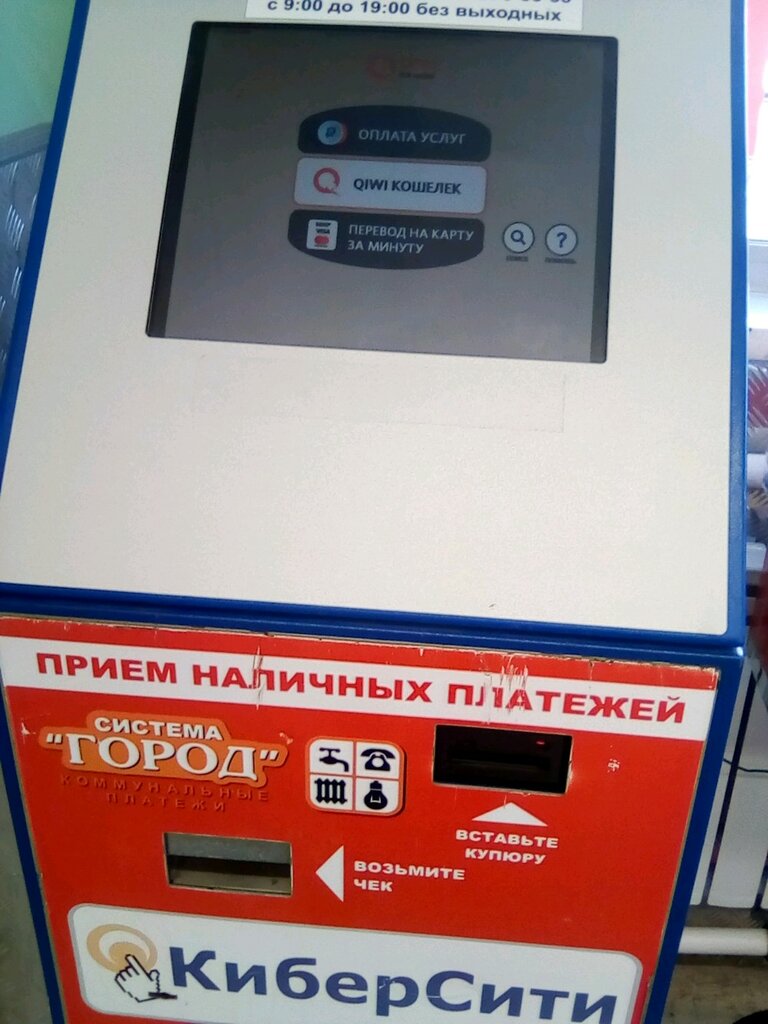 с 9:00 до 19:00 без выходных
ОПЛАТА УСЛУГ
QIWI КОШЕЛЕК
VISA
ПЕРЕВОД НА КАРТУ
ЗА МИНУТУ
?
ПРИЕМ НАЛИЧНЫХ ПЛАТЕЖЕЙ
СИСТЕМА
"ГОРОД"
КОММУНАЛЬНЫЕ
ПЛАТЕЖИ
ВСТАВЬТЕ
КУПЮРУ
ВОЗЬМИТЕ
ЧЕК
КиберСити